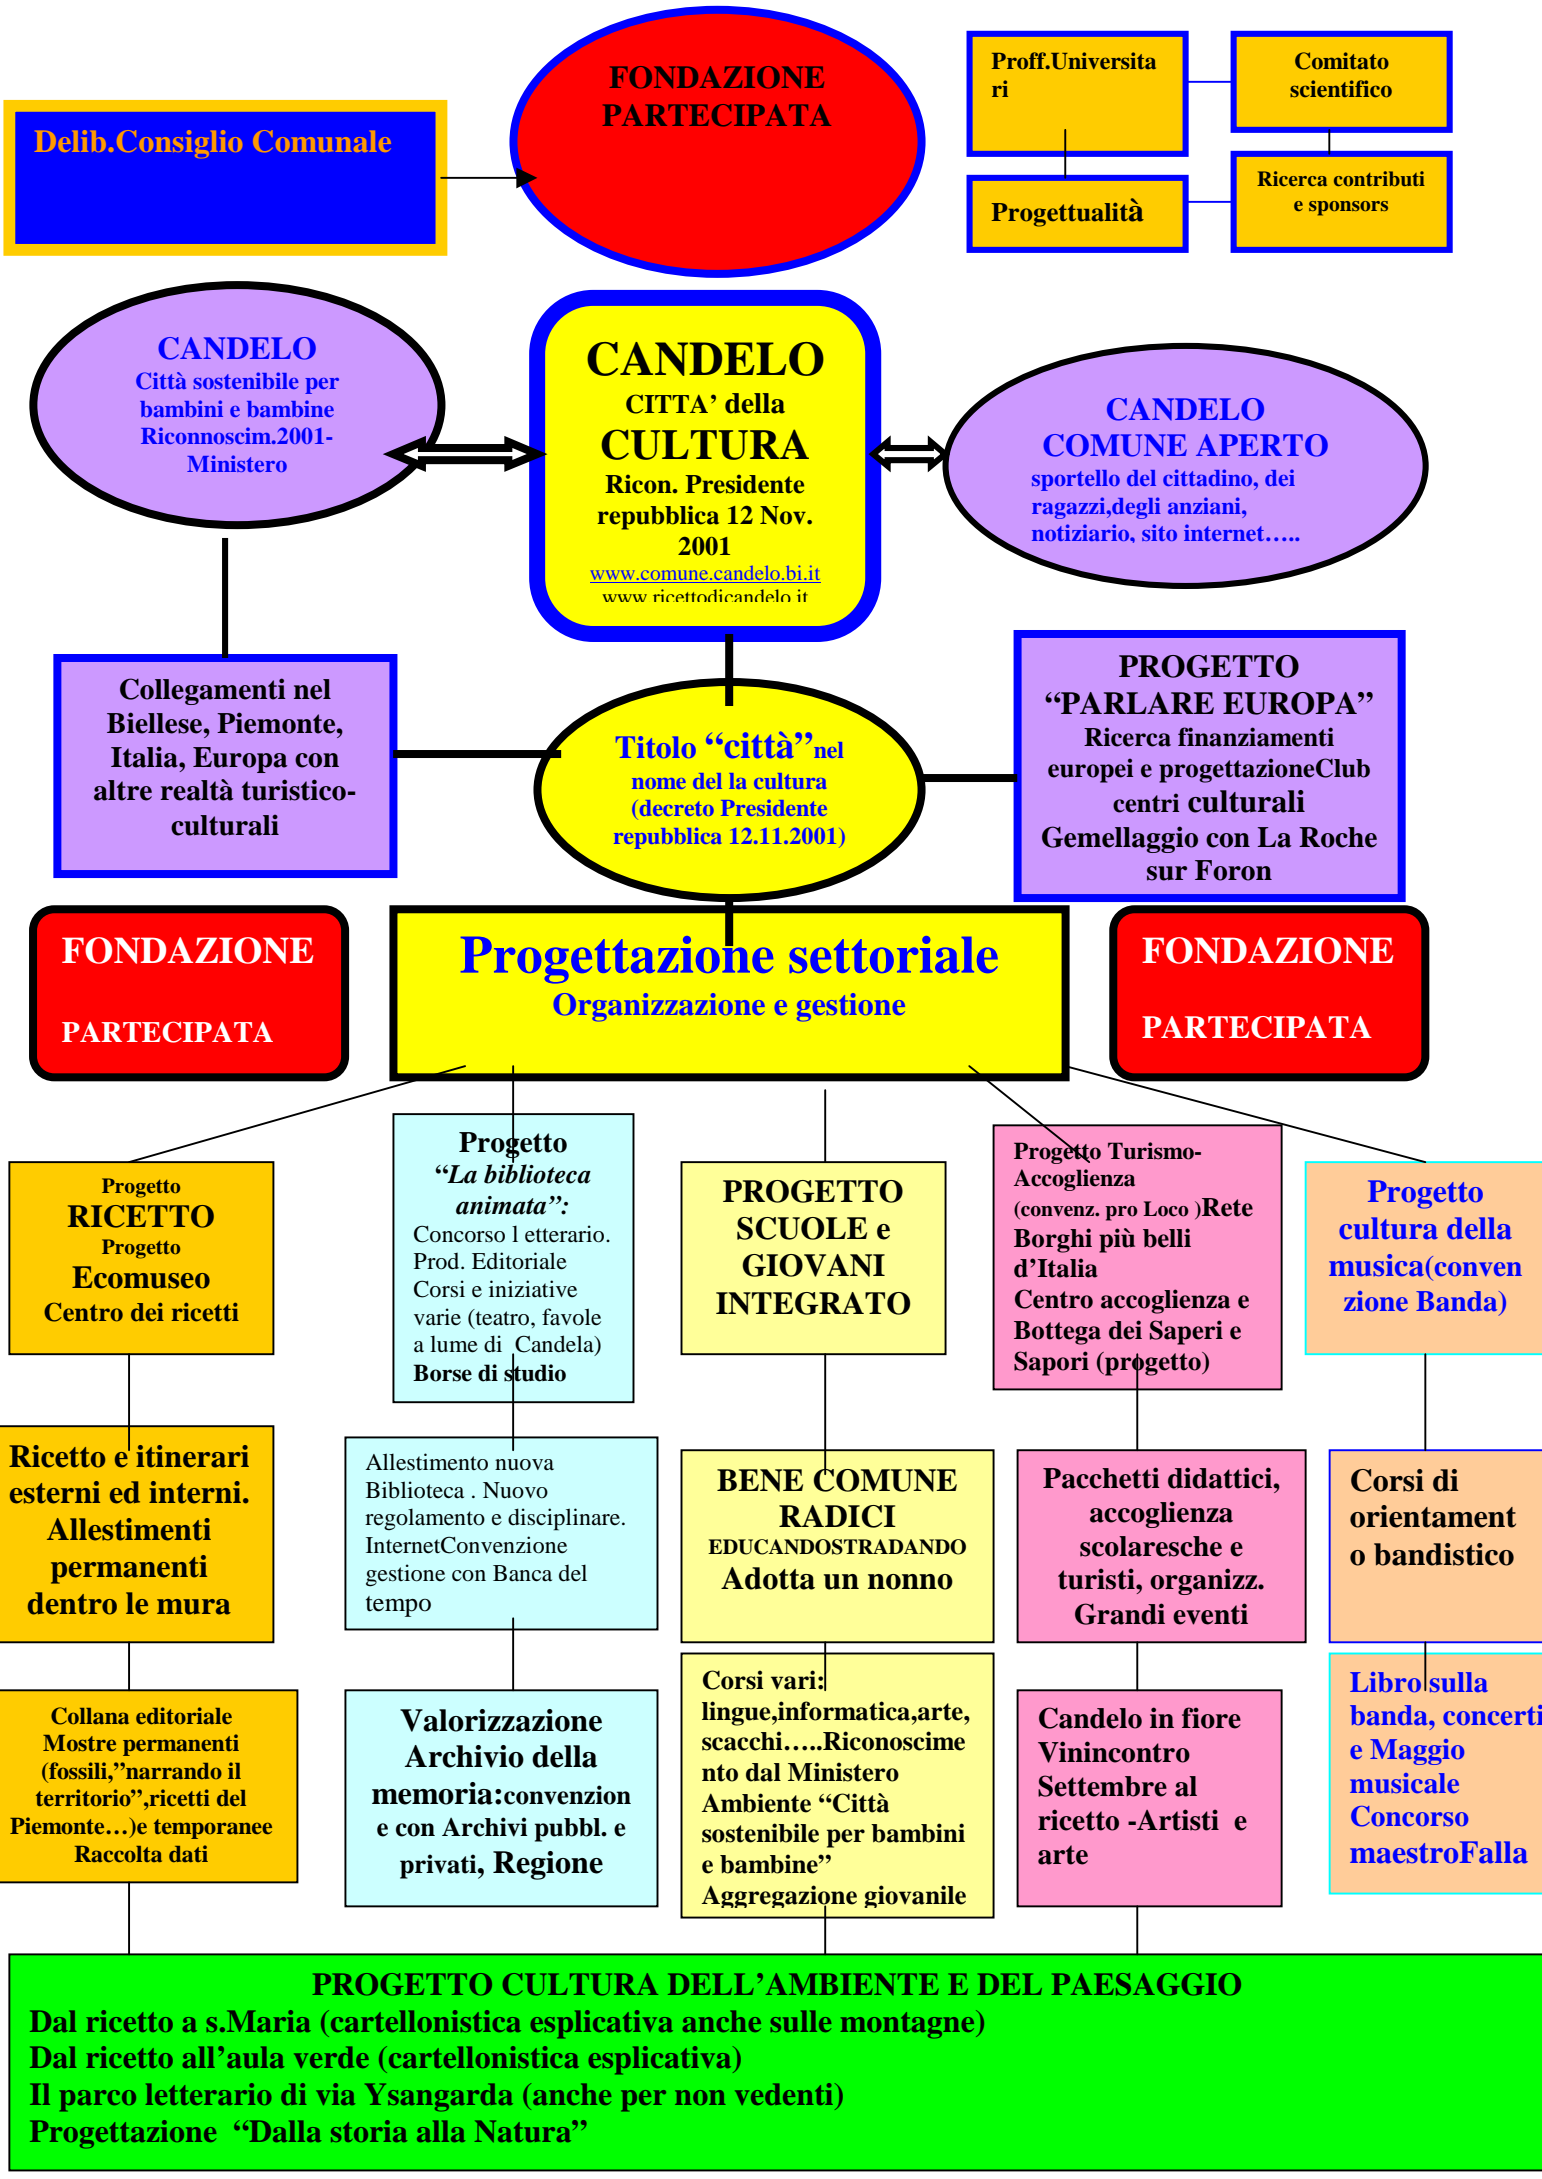 FONDAZIONE
PARTECIPATA
Delib.Consiglio Comunale
Proff.Universita
ri
Comitato
scientifico
Progettualità
Ricerca contributi
e sponsors
CANDELO
Città sostenibile per
bambini e bambine
Riconnoscim.2001-
Ministero
CANDELO
CITTA’ della
CULTURA
Ricon. Presidente
repubblica 12 Nov.
2001
www.comune.candelo.bi.it
www.ricettodicandelo.it
CANDELO
COMUNE APERTO
sportello del cittadino, dei
ragazzi,degli anziani,
notiziario, sito internet…..
Collegamenti nel
Biellese, Piemonte,
Italia, Europa con
altre realtà turistico-
culturali
Titolo “città”nel
nome del la cultura
(decreto Presidente
repubblica 12.11.2001)
PROGETTO
“PARLARE EUROPA”
Ricerca finanziamenti
europei e progettazioneClub
centri culturali
Gemellaggio con La Roche
sur Foron
FONDAZIONE
PARTECIPATA
Progettazione settoriale
Organizzazione e gestione
FONDAZIONE
PARTECIPATA
Progetto
RICETTO
Progetto
Ecomuseo
Centro dei ricetti
Progetto
“La biblioteca
animata”:
Concorso l etterario.
Prod. Editoriale
Corsi e iniziative
varie (teatro, favole
a lume di  Candela)
Borse di studio
PROGETTO
SCUOLE e
GIOVANI
INTEGRATO
Progetto Turismo-
Accoglienza
(convenz. pro Loco )Rete
Borghi più belli
d’Italia
Centro accoglienza e
Bottega dei Saperi e
Sapori (progetto)
Progetto
cultura della
musica(conven
zione Banda)
Ricetto e itinerari
esterni ed interni.
Allestimenti
permanenti
dentro le mura
Allestimento nuova
Biblioteca . Nuovo
regolamento e disciplinare.
InternetConvenzione
gestione con Banca del
tempo
BENE COMUNE
RADICI
EDUCANDOSTRADANDO
Adotta un nonno
Pacchetti didattici,
accoglienza
scolaresche e
turisti, organizz.
Grandi eventi
Corsi di
orientament
o bandistico
Collana editoriale
Mostre permanenti
(fossili,”narrando il
territorio”,ricetti del
Piemonte…)e temporanee
Raccolta dati
Valorizzazione
Archivio della
memoria:convenzion
e con Archivi pubbl. e
privati, Regione
Corsi vari:
lingue,informatica,arte,
scacchi…..Riconoscime
nto dal Ministero
Ambiente “Città
sostenibile per bambini
e bambine”
Aggregazione giovanile
Candelo in fiore
Vinincontro
Settembre al
ricetto -Artisti  e
arte
Libro sulla
banda, concerti
e Maggio
musicale
Concorso
maestroFalla
PROGETTO CULTURA DELL’AMBIENTE E DEL PAESAGGIO
Dal ricetto a s.Maria (cartellonistica esplicativa anche sulle montagne)
Dal ricetto all’aula verde (cartellonistica esplicativa)
Il parco letterario di via Ysangarda (anche per non vedenti)
Progettazione  “Dalla storia alla Natura”